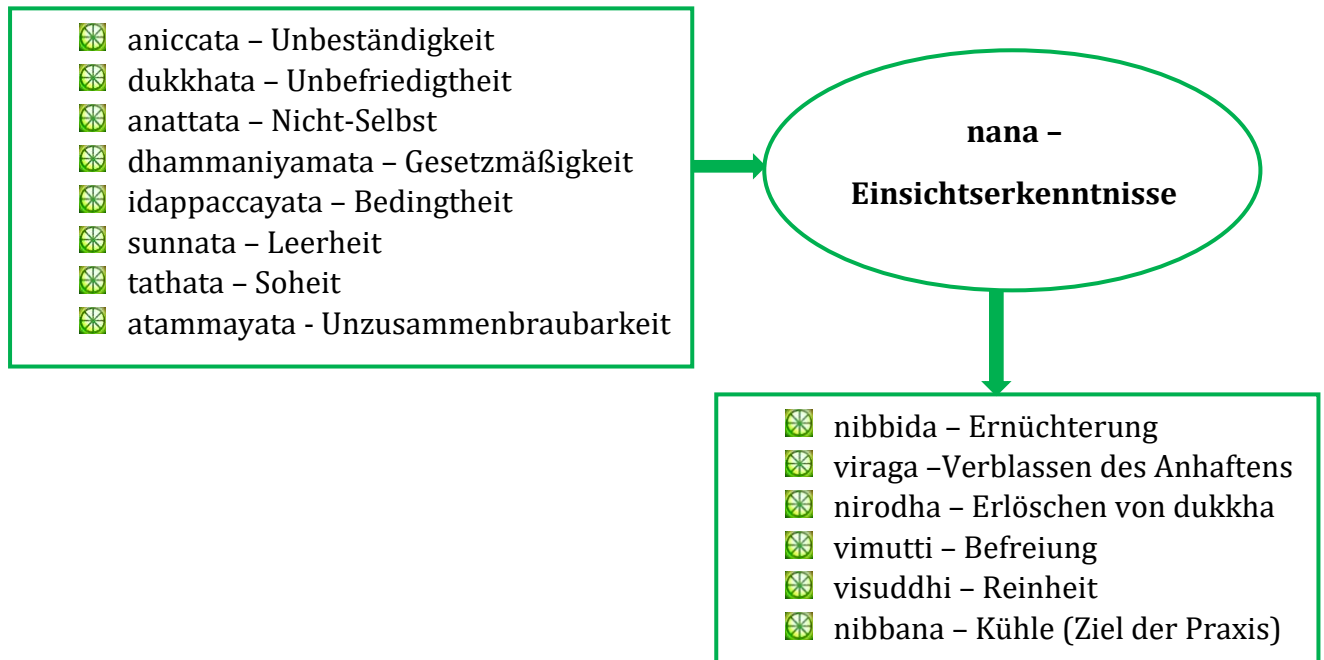 aniccata – Unbeständigkeit
dukkhata – Unbefriedigtheit
anattata – Nicht-Selbst
dhammaniyamata – Gesetzmäßigkeit
idappaccayata – Bedingtheit
sunnata – Leerheit
tathata – Soheit
atammayata - Unzusammenbraubarkeit
nana –
Einsichtserkenntnisse
nibbida – Ernüchterung
viraga –Verblassen des Anhaftens
nirodha – Erlöschen von dukkha
vimutti – Befreiung
visuddhi – Reinheit
nibbana – Kühle (Ziel der Praxis)